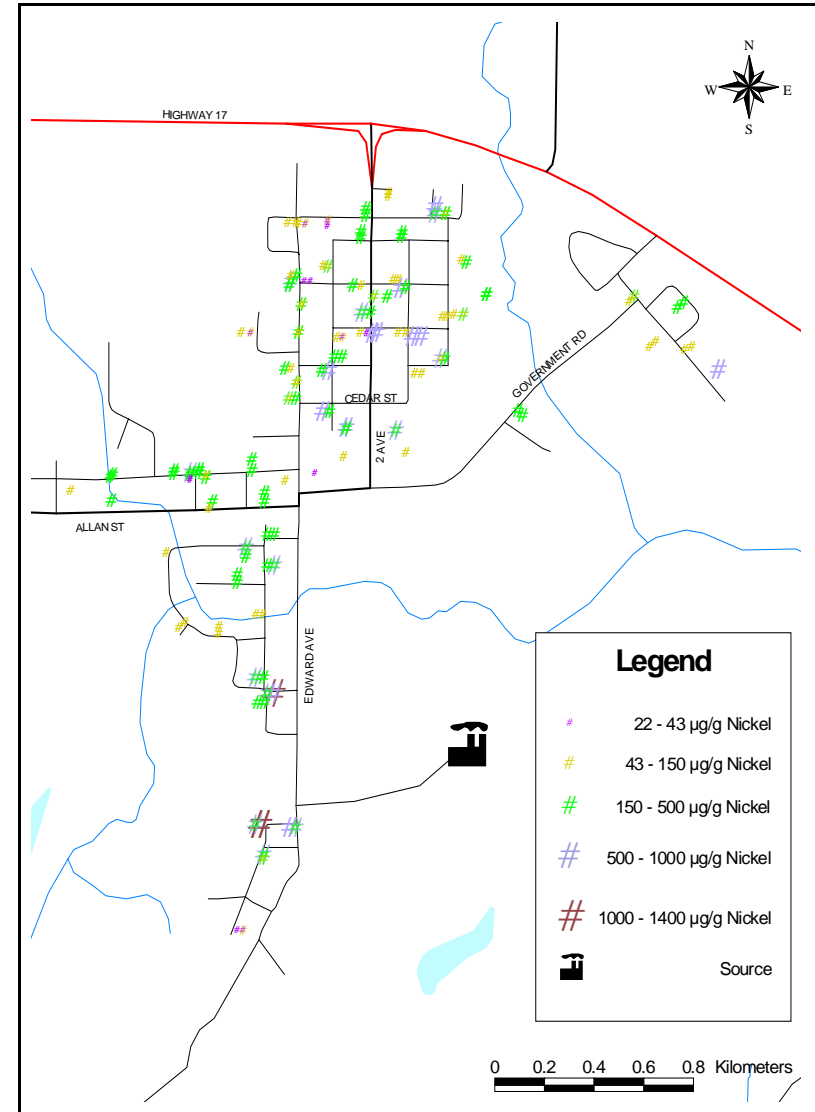 N
W E
S
HIGHWAY 17
GOVERNMENT RD
CEDAR ST
2 AVE
ALLAN ST
EDWARD AVE
Legend
# 22 - 43 µg/g Nickel
# 43 - 150 µg/g Nickel
# 150 - 500 µg/g Nickel
# 500 - 1000 µg/g Nickel
# 1000 - 1400 µg/g Nickel
Source
0 0.2 0.4 0.6 0.8 Kilometers